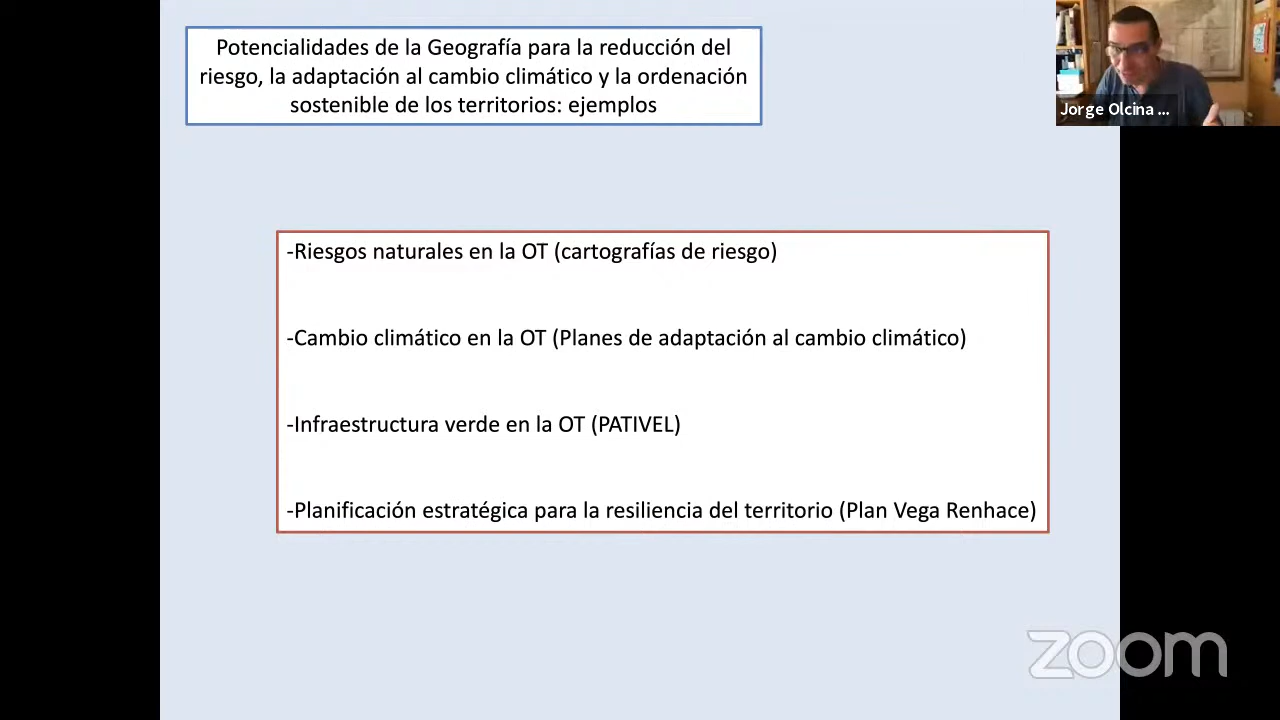 Potencialidades de la Geografía para la reducción del
riesgo, la adaptación al cambio climático y la ordenación
sostenible de los territorios: ejemplos
Jorge Olcina ...
-Riesgos naturales en la OT (cartografías de riesgo)
-Cambio climático en la OT (Planes de adaptación al cambio climático)
-Infraestructura verde en la OT (PATIVEL)
-Planificación estratégica para la resiliencia del territorio (Plan Vega Renhace)
zoom